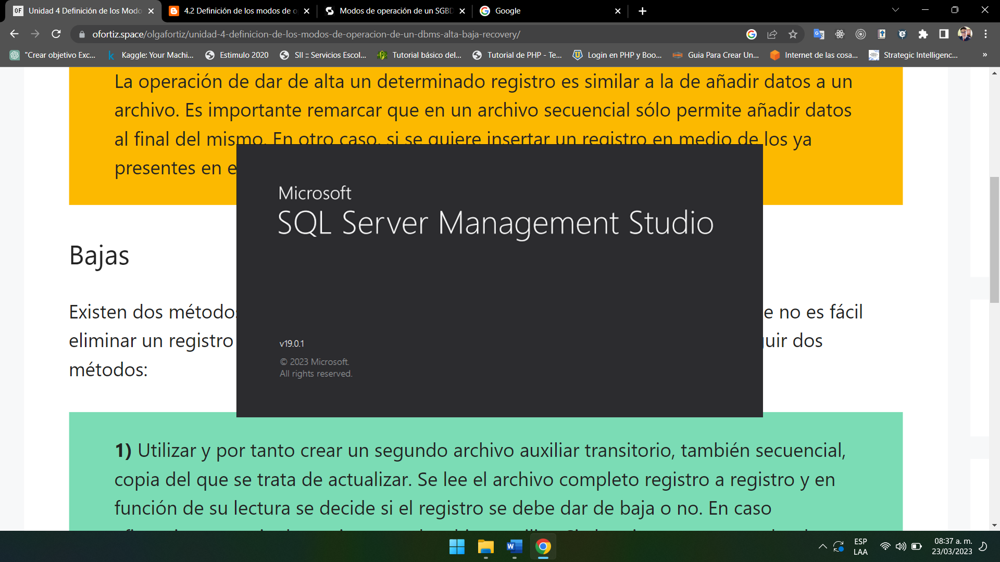 Unidad 4 Definición de los Modo
4.2 Definición de los modos de o
Modos de operación de un SGBD
Google
ofortiz.space/olgafortiz/unidad-4-definicion-de-los-modos-de-operacion-de-un-dbms-alta-baja-recovery/
"Crear objetivo Exc...
Kaggle: Your Machi...
Estimulo 2020
SII :: Servicios Escol...
Tutorial básico del...
Tutorial de PHP - Te...
Login en PHP y Boo...
Guia Para Crear Un...
Internet de las cosa...
Strategic Intelligenc...
»
La operación de dar de alta un determinado registro es similar a la de añadir datos a un
archivo. Es importante remarcar que en un archivo secuencial sólo permite añadir datos
al final del mismo. En otro caso, si se quiere insertar un registro en medio de los ya
presentes en e
Microsoft
SQL Server Management Studio
v19.0.1
© 2023 Microsoft.
All rights reserved.
Bajas
Existen dos métodos e no es fácil
eliminar un registro uir dos
métodos:
1) Utilizar y por tanto crear un segundo archivo auxiliar transitorio, también secuencial,
copia del que se trata de actualizar. Se lee el archivo completo registro a registro y en
función de su lectura se decide si el registro se debe dar de baja o no. En caso
ESP
LAA
08:37 a. m.
23/03/2023